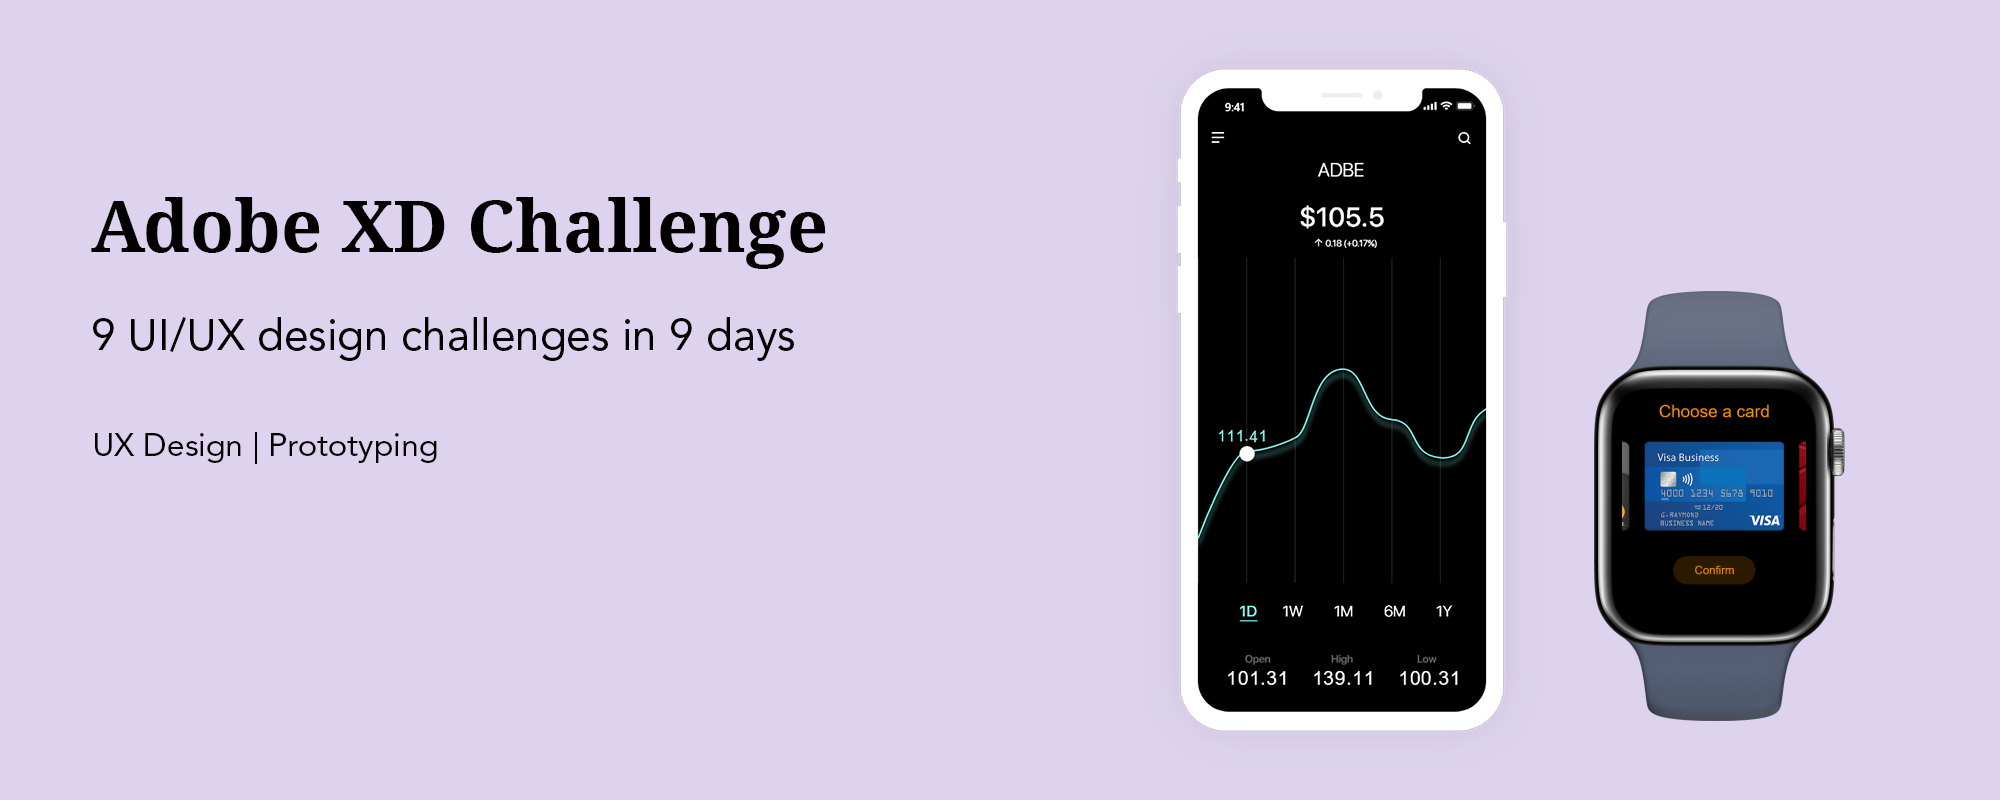 Adobe XD Challenge
9 UI/UX design challenges in 9 days
UX Design | Prototyping
9:41
ADBE
$105.5
↑ 0.18 (+0.17%)
111.41
1D 1W 1M 6M 1Y
Open High Low
101.31 139.11 100.31
Choose a card
Visa Business
4000 1234 5678 9010
12/20
G.RAYMOND
BUSINESS NAME
VISA
Confirm